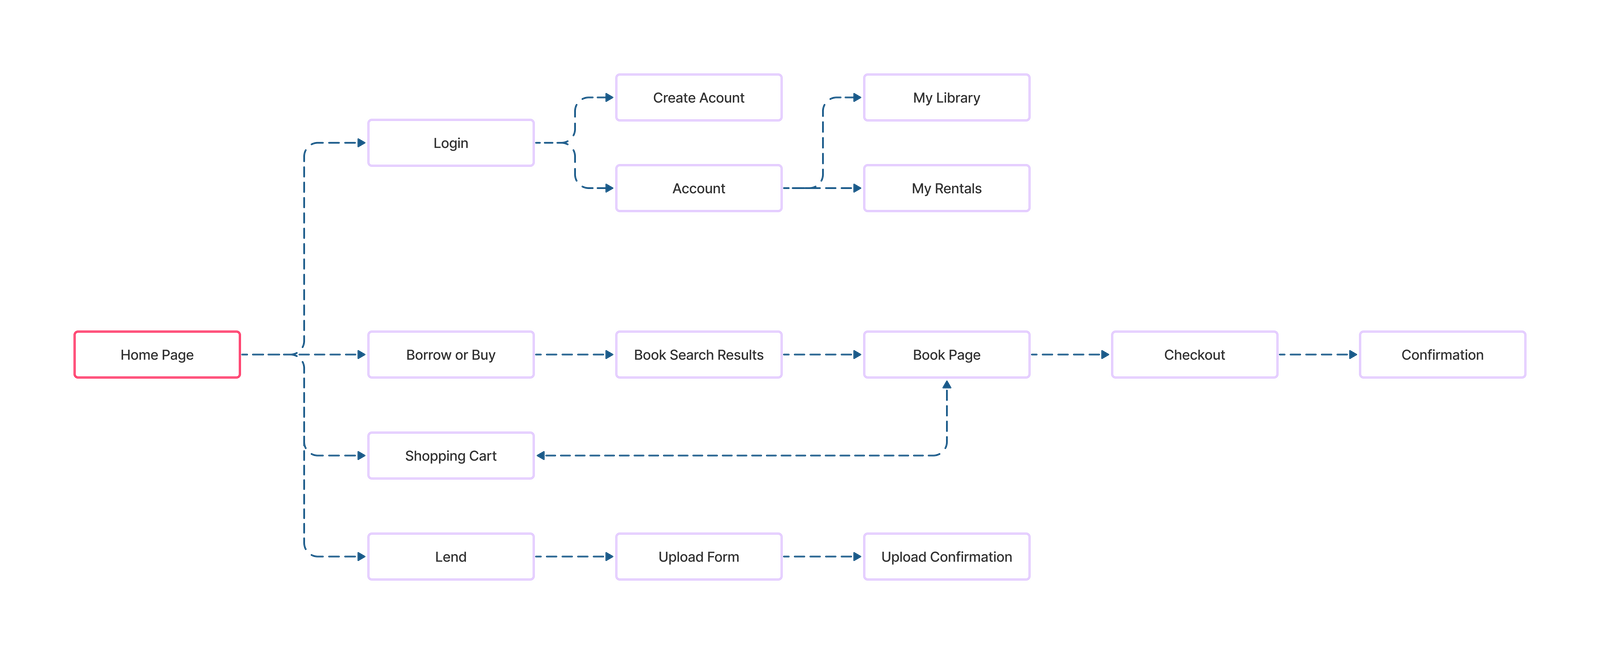 Create Acount
My Library
Login
Account
My Rentals
Home Page
Borrow or Buy
Book Search Results
Book Page
Checkout
Confirmation
Shopping Cart
Lend
Upload Form
Upload Confirmation